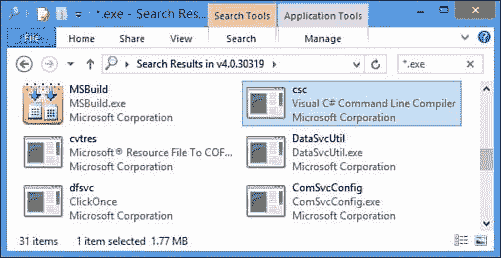 *.exe - Search Res...
Search Tools
Application Tools
File
Home
Share
View
Search
Manage
Search Results in v4.0.30319
*.exe
MSBuild
MSBuild.exe
Microsoft Corporation
csc
Visual C# Command Line Compiler
Microsoft Corporation
cvtres
Microsoft® Resource File To COF...
Microsoft Corporation
DataSvcUtil
DataSvcUtil.exe
Microsoft Corporation
dfsvc
ClickOnce
Microsoft Corporation
ComSvcConfig
ComSvcConfig.exe
Microsoft Corporation
31 items 1 item selected 1.77 MB